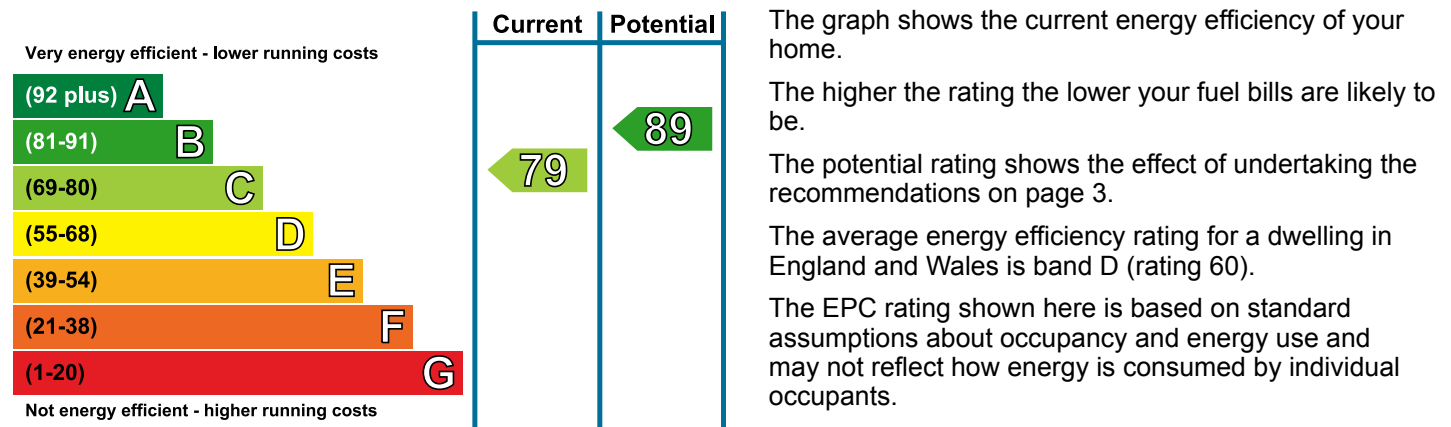 Current Potential
Very energy efficient - lower running costs
(92 plus) A
(81-91) B
89
(69-80) C
79
(55-68) D
(39-54) E
(21-38) F
(1-20) G
Not energy efficient - higher running costs
The graph shows the current energy efficiency of your
home.
The higher the rating the lower your fuel bills are likely to
be.
The potential rating shows the effect of undertaking the
recommendations on page 3.
The average energy efficiency rating for a dwelling in
England and Wales is band D (rating 60).
The EPC rating shown here is based on standard
assumptions about occupancy and energy use and
may not reflect how energy is consumed by individual
occupants.